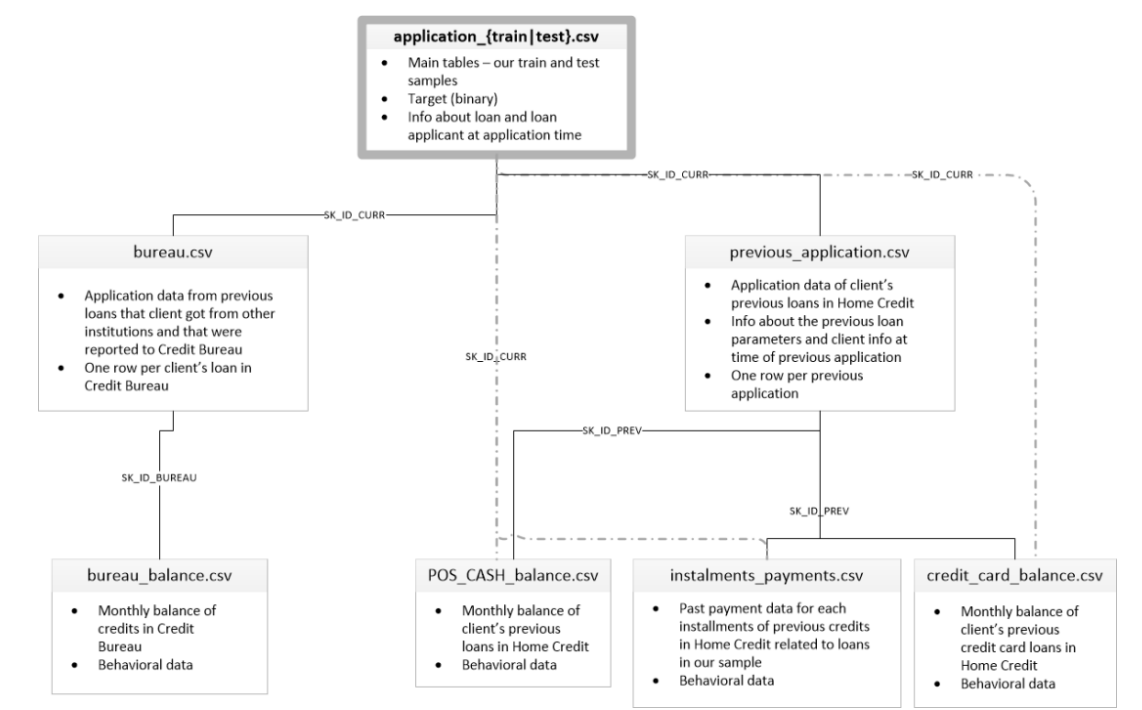 application_{train|test}.csv
• Main tables – our train and test
samples
• Target (binary)
• Info about loan and loan
applicant at application time
SK_ID_CURR
SK_ID_CURR
SK_ID_CURR
bureau.csv
• Application data from previous
loans that client got from other
institutions and that were
reported to Credit Bureau
• One row per client's loan in
Credit Bureau
previous_application.csv
• Application data of client's
previous loans in Home Credit
• Info about the previous loan
parameters and client info at
time of previous application
• One row per previous
application
SK_ID_CURR
SK_ID_PREV
SK_ID_BUREAU
SK_ID_PREV
bureau_balance.csv
• Monthly balance of
credits in Credit
Bureau
• Behavioral data
POS_CASH_balance.csv
• Monthly balance of
client's previous
loans in Home Credit
• Behavioral data
instalments_payments.csv
• Past payment data for each
installments of previous credits
in Home Credit related to loans
in our sample
• Behavioral data
credit_card_balance.csv
• Monthly balance of
client's previous
credit card loans in
Home Credit
• Behavioral data